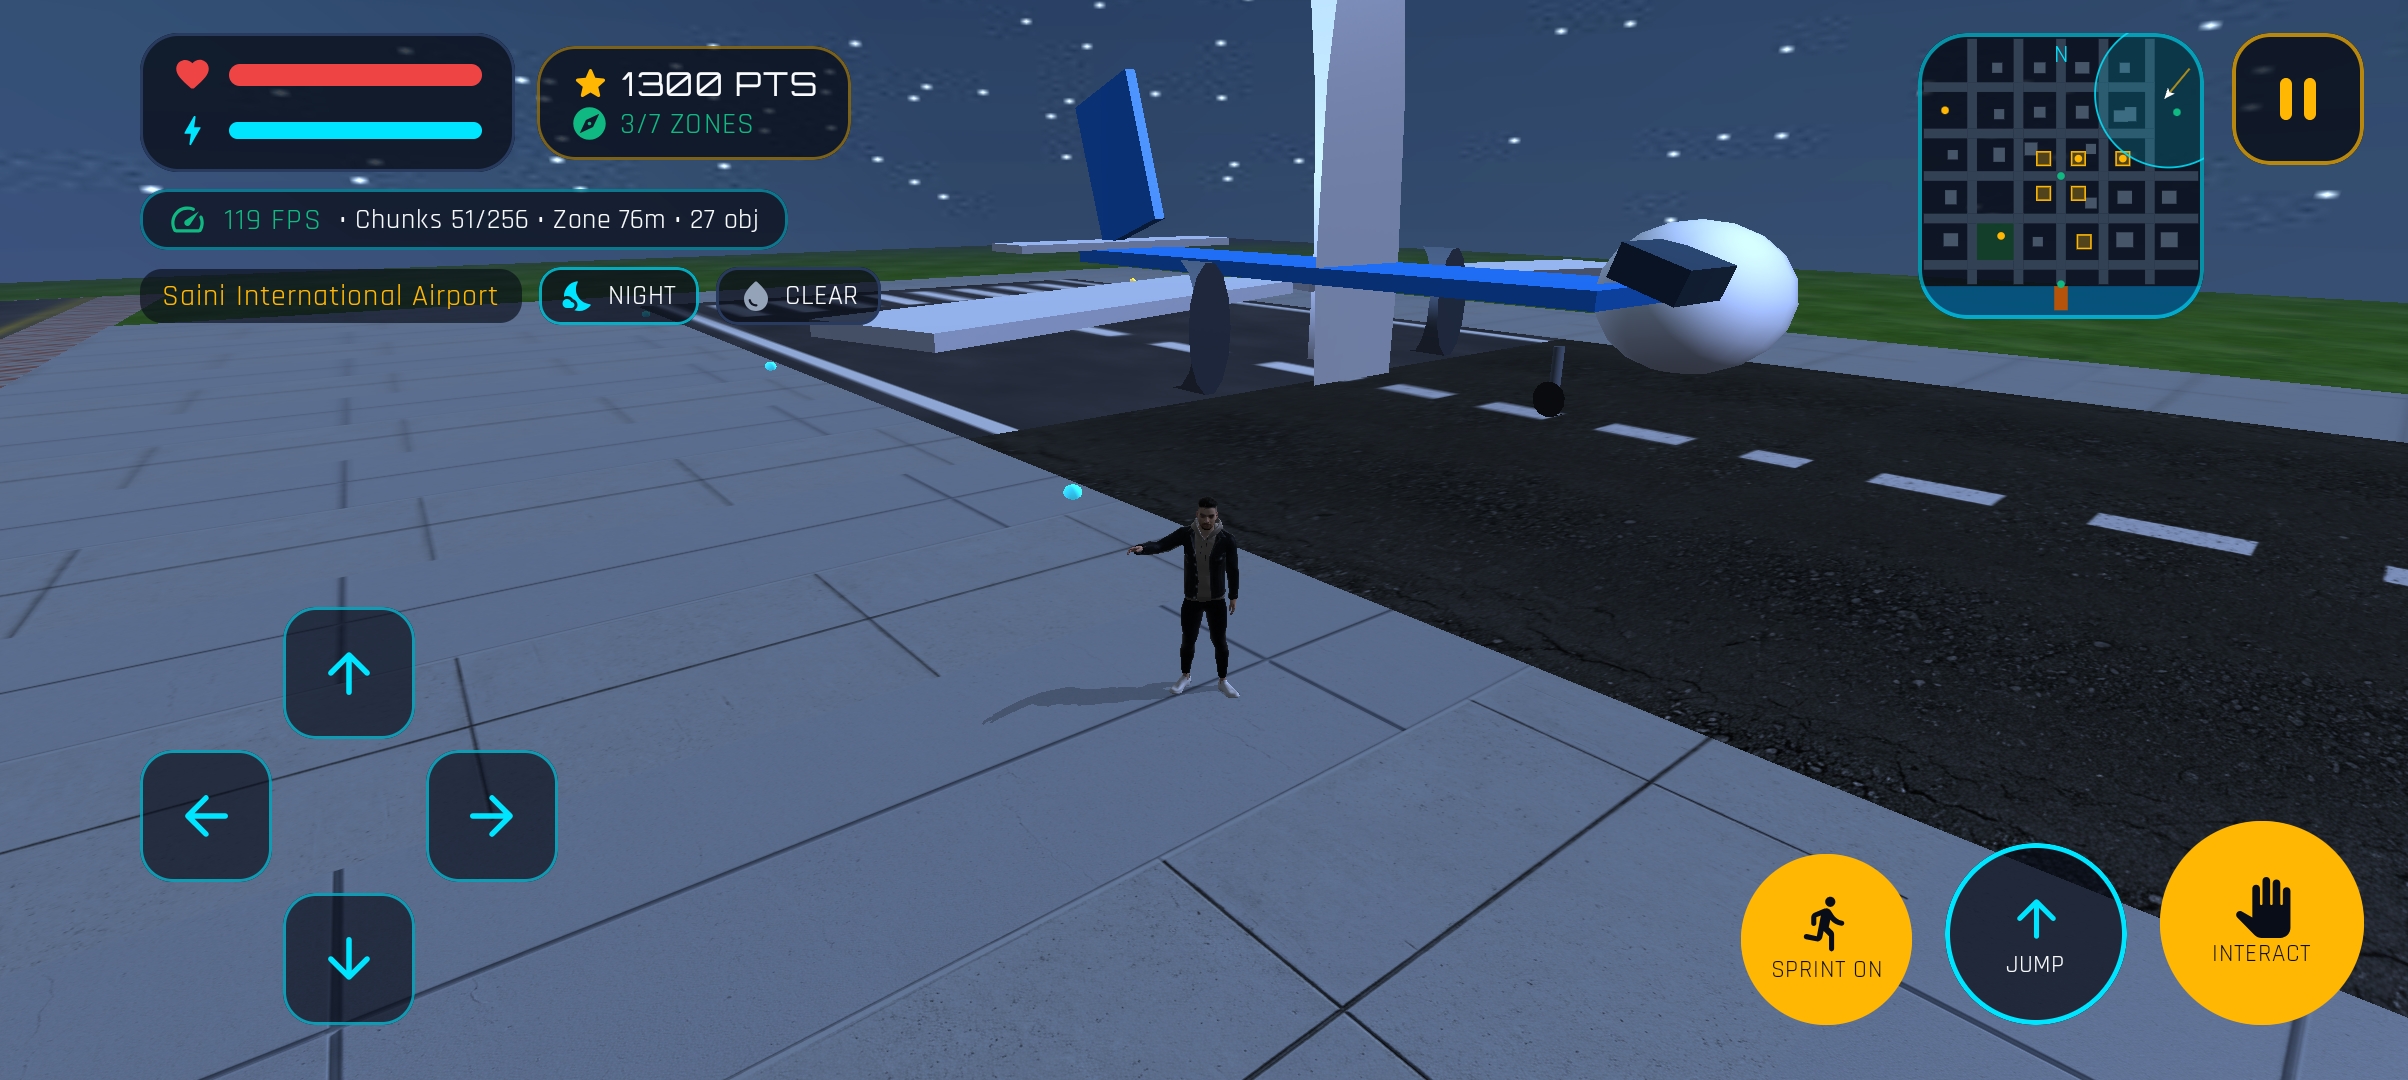 1300 PTS
3/7 ZONES
119 FPS · Chunks 51/256 · Zone 76m · 27 obj
Saini International Airport
NIGHT
CLEAR
N
SPRINT ON
JUMP
INTERACT